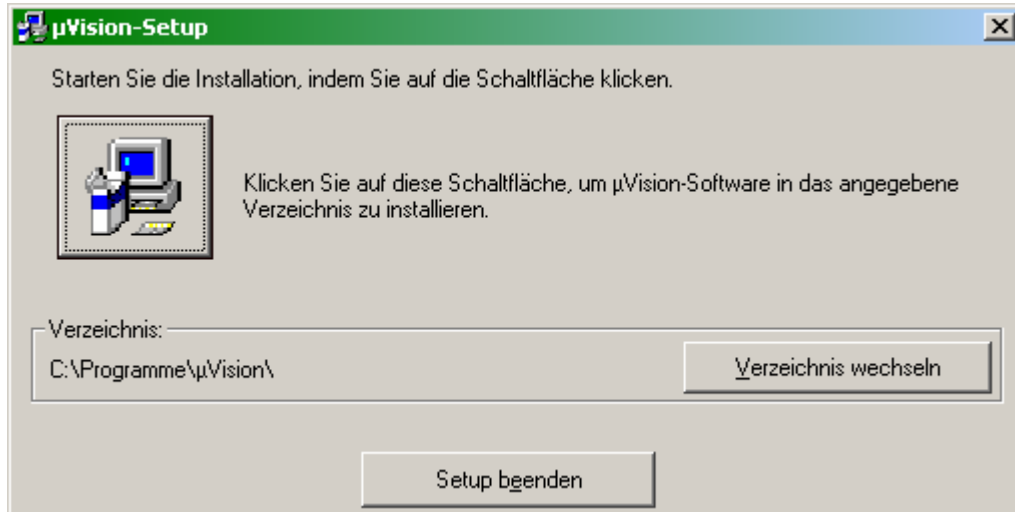 µVision-Setup
Starten Sie die Installation, indem Sie auf die Schaltfläche klicken.
Klicken Sie auf diese Schaltfläche, um µVision-Software in das angegebene
Verzeichnis zu installieren.
Verzeichnis:
C:\Programme\µVision\
Verzeichnis wechseln
Setup beenden